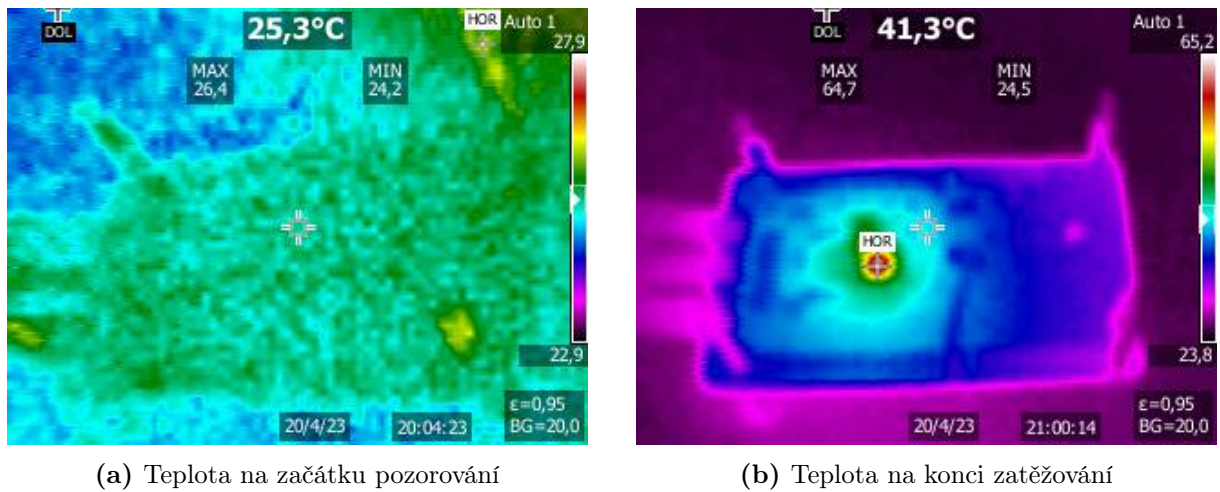 DOL
25,3°C
HOR
Auto 1
27,9
MAX
26,4
MIN
24,2
22,9
ε=0,95
BG=20,0
20/4/23
20:04:23
(a) Teplota na začátku pozorování
DOL
41,3°C
Auto 1
65,2
MAX
64,7
MIN
24,5
HOR
23,8
ε=0,95
BG=20,0
20/4/23
21:00:14
(b) Teplota na konci zatěžování